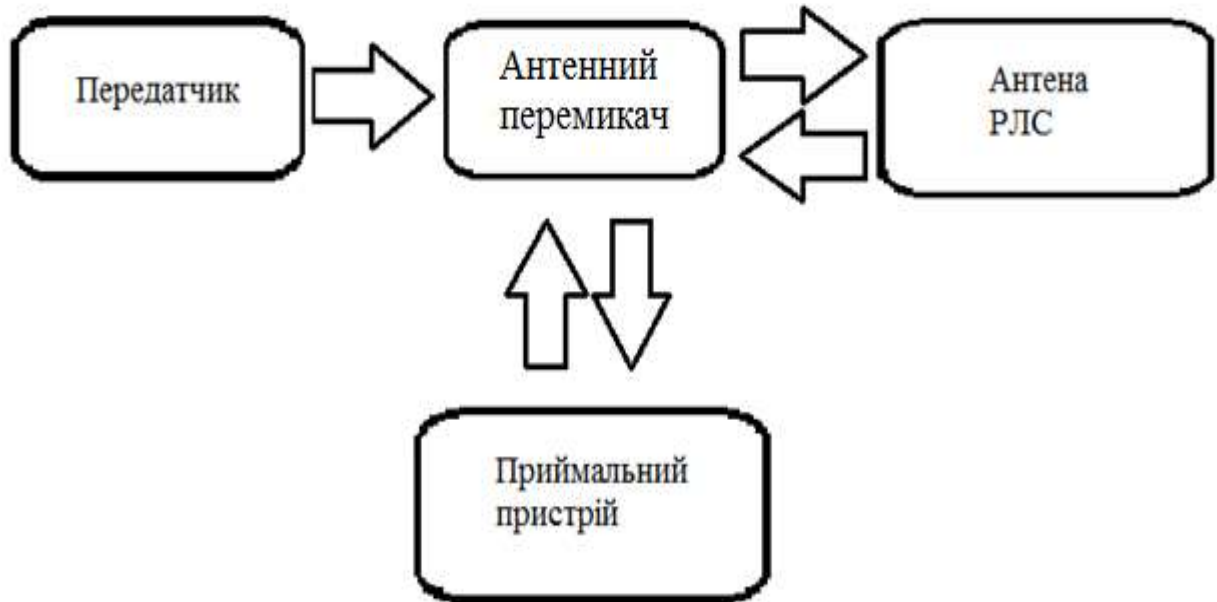 Передатчик
Антенний
перемикач
Антена
РЛС
Приймальний
пристрій